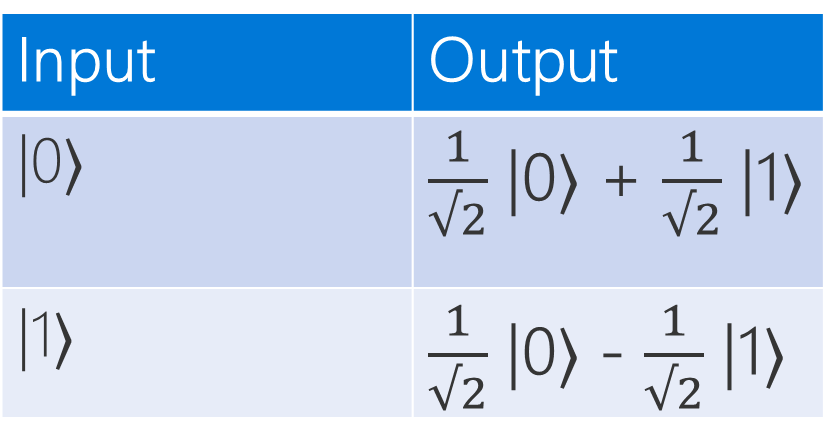 Input Output
|0⟩ 1/√2 |0⟩ + 1/√2 |1⟩
|1⟩ 1/√2 |0⟩ - 1/√2 |1⟩